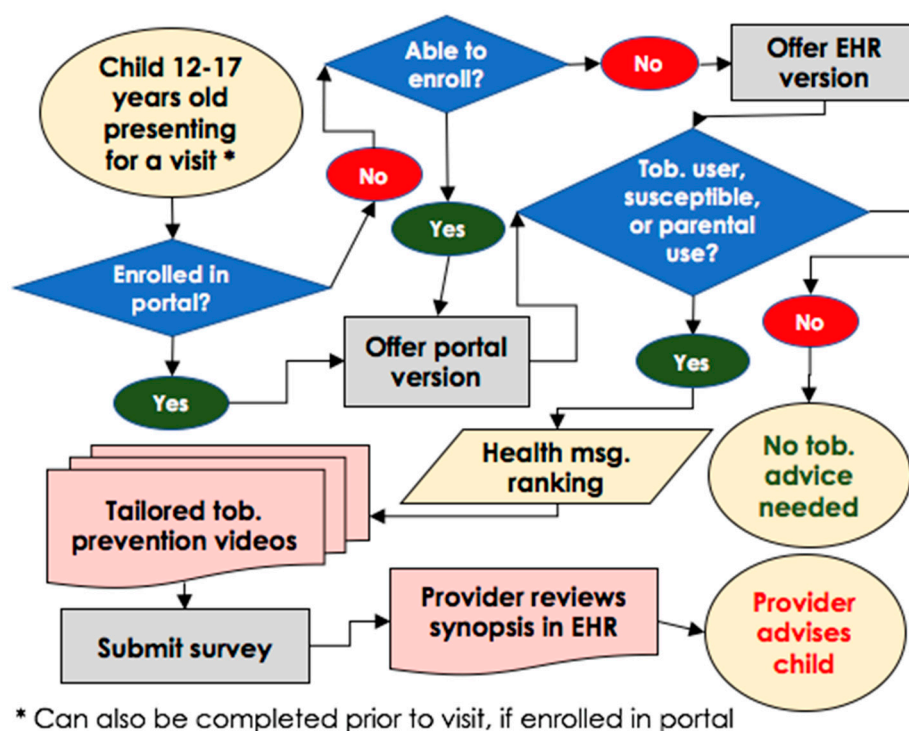 Child 12-17
years old
presenting
for a visit *
Able to
enroll?
No
Offer EHR
version
No
Yes
Tob. user,
susceptible,
or parental
use?
Enrolled in
portal?
Offer portal
version
No
Yes
Yes
Health msg.
ranking
No tob.
advice
needed
Tailored tob.
prevention videos
Submit survey
Provider reviews
synopsis in EHR
Provider
advises
child
* Can also be completed prior to visit, if enrolled in portal